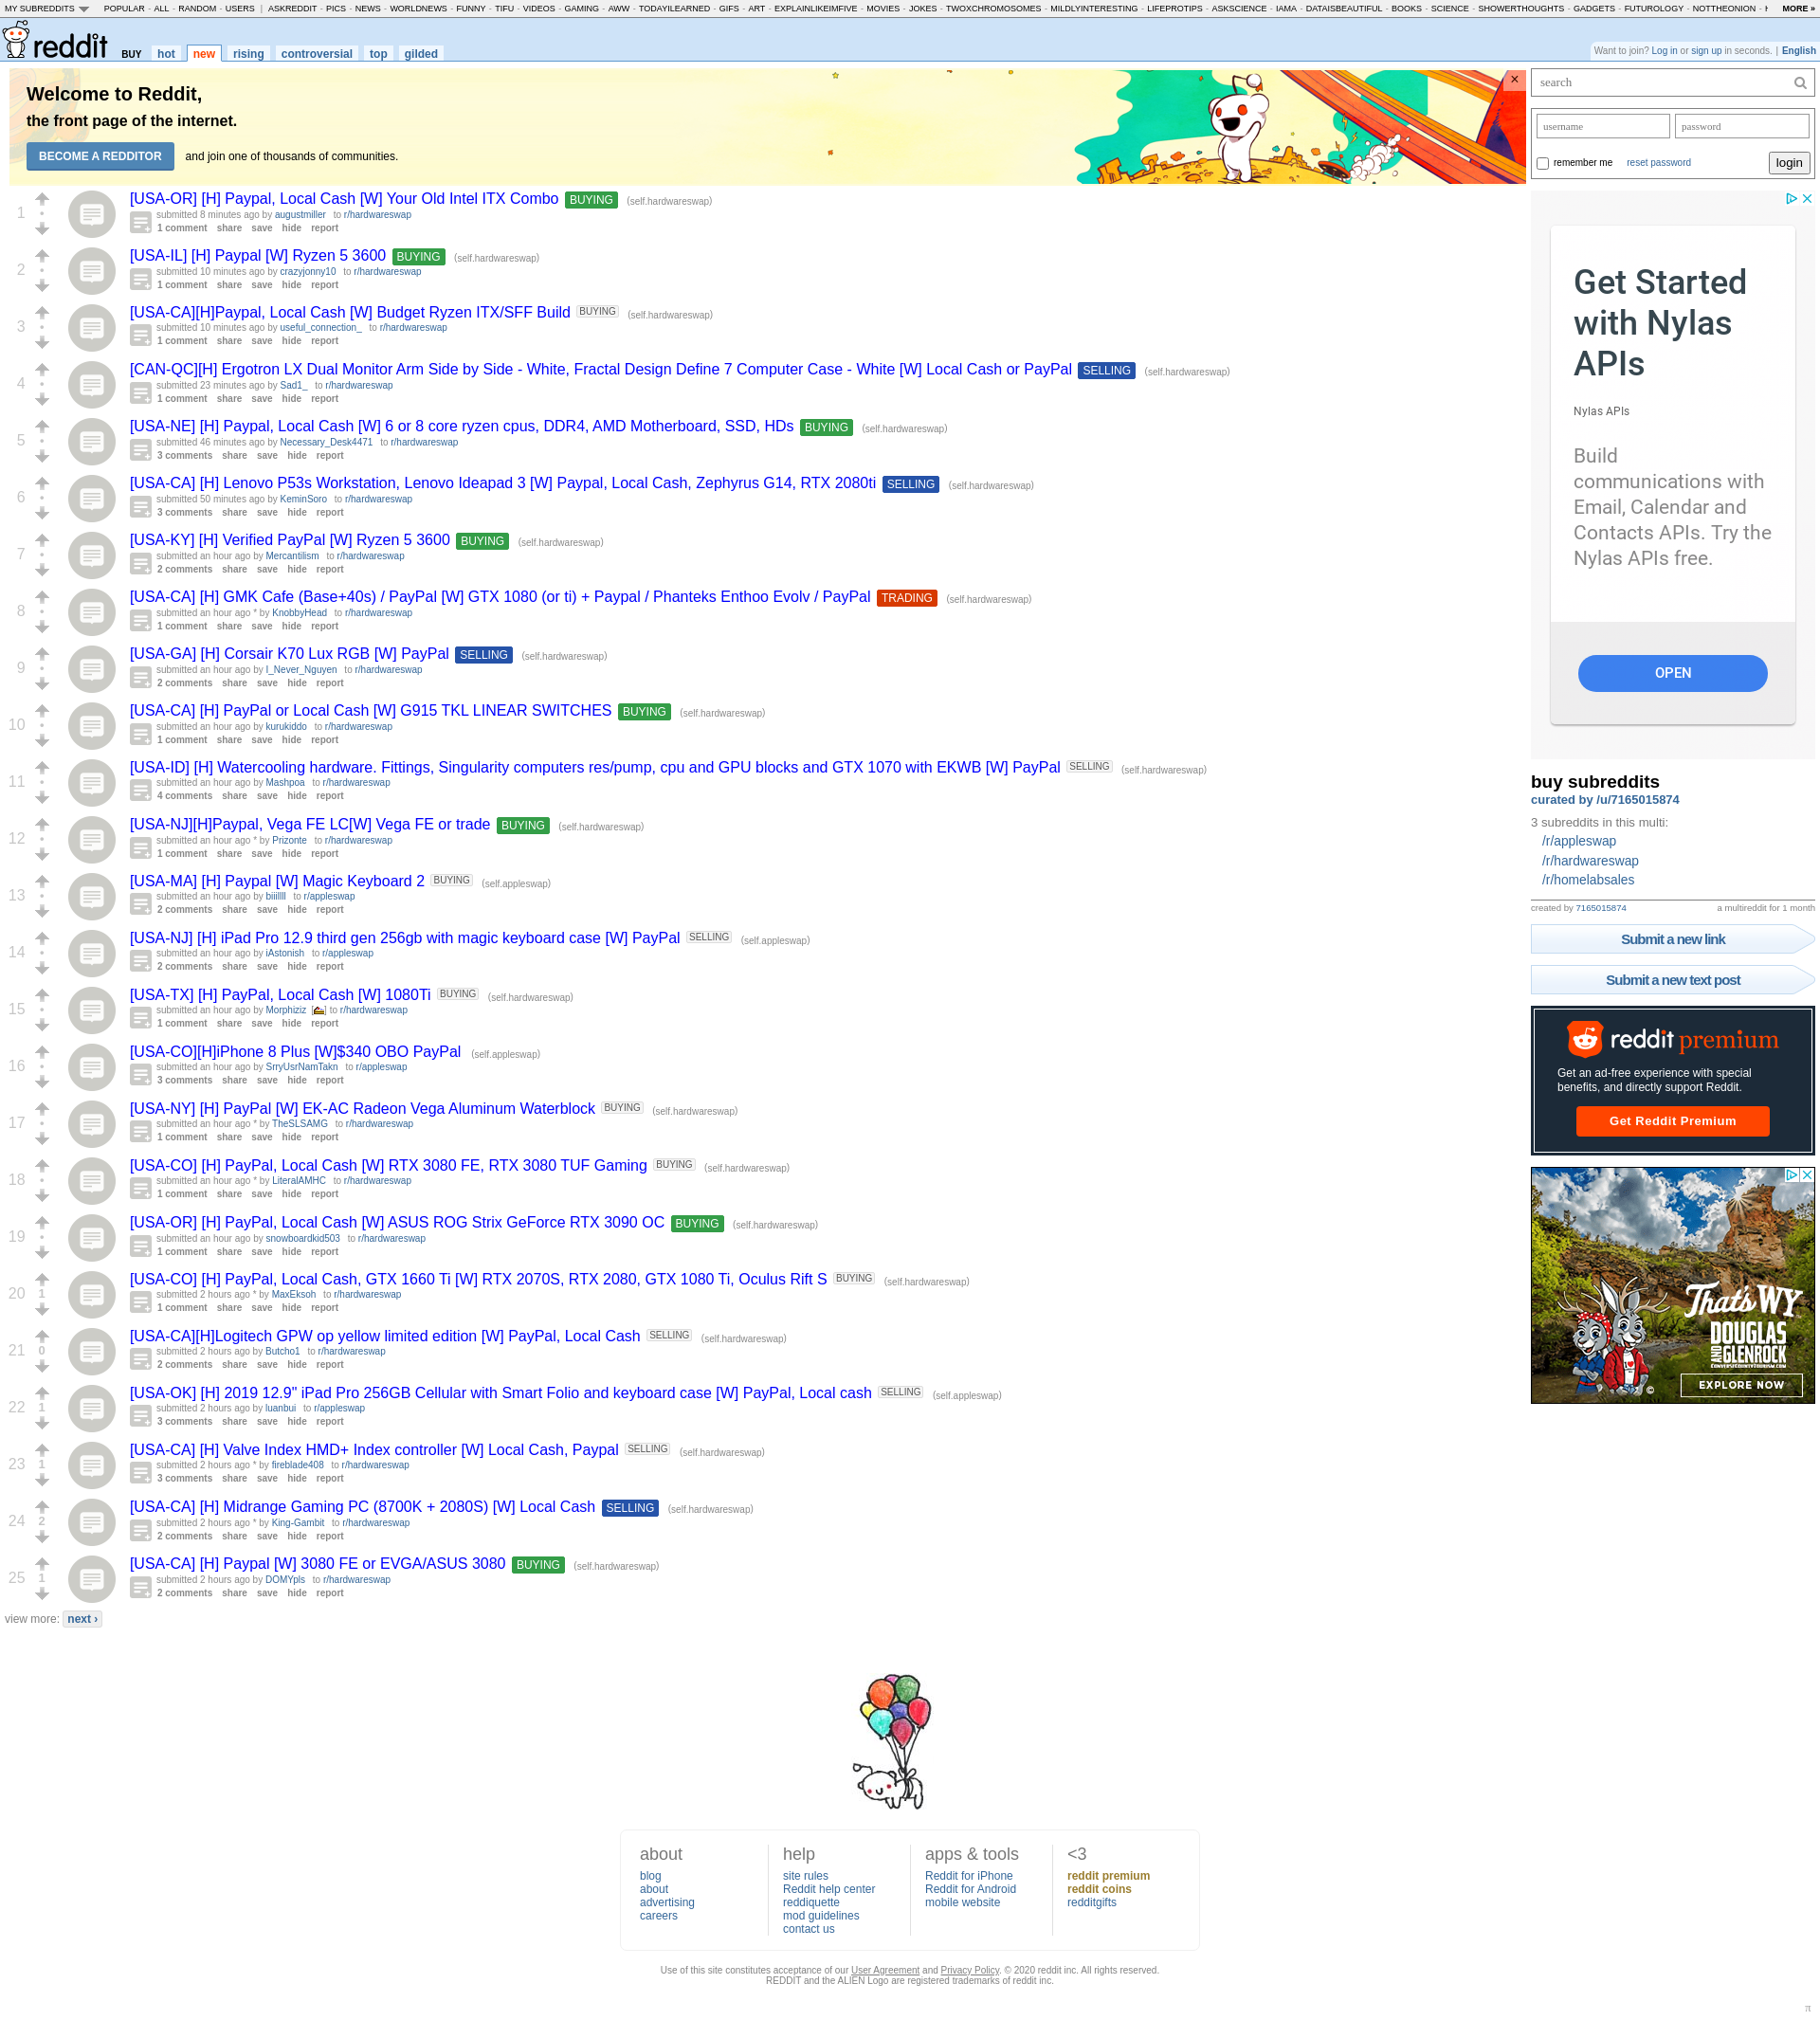 MY SUBREDDITS POPULAR - ALL - RANDOM - USERS | ASKREDDIT - PICS - NEWS - WORLDNEWS - FUNNY - TIFU - VIDEOS - GAMING - AWW - TODAYILEARNED - GIFS - ART - EXPLAINLIKEIMFIVE - MOVIES - JOKES - TWOXCHROMOSOMES - MILDLYINTERESTING - LIFEPROTIPS - ASKSCIENCE - IAMA - DATAISBEAUTIFUL - BOOKS - SCIENCE - SHOWERTHOUGHTS - GADGETS - FUTUROLOGY - NOTTHEONION - MORE »
reddit BUY hot new rising controversial top gilded
Want to join? Log in or sign up in seconds. | English
Welcome to Reddit,
the front page of the internet.
BECOME A REDDITOR and join one of thousands of communities.
×
1
[USA-OR] [H] Paypal, Local Cash [W] Your Old Intel ITX Combo BUYING (self.hardwareswap)
submitted 8 minutes ago by augustmiller to r/hardwareswap
1 comment share save hide report
2
[USA-IL] [H] Paypal [W] Ryzen 5 3600 BUYING (self.hardwareswap)
submitted 10 minutes ago by crazyjonny10 to r/hardwareswap
1 comment share save hide report
3
[USA-CA][H]Paypal, Local Cash [W] Budget Ryzen ITX/SFF Build BUYING (self.hardwareswap)
submitted 10 minutes ago by useful_connection_ to r/hardwareswap
1 comment share save hide report
4
[CAN-QC][H] Ergotron LX Dual Monitor Arm Side by Side - White, Fractal Design Define 7 Computer Case - White [W] Local Cash or PayPal SELLING (self.hardwareswap)
submitted 23 minutes ago by Sad1_ to r/hardwareswap
1 comment share save hide report
5
[USA-NE] [H] Paypal, Local Cash [W] 6 or 8 core ryzen cpus, DDR4, AMD Motherboard, SSD, HDs BUYING (self.hardwareswap)
submitted 46 minutes ago by Necessary_Desk4471 to r/hardwareswap
3 comments share save hide report
6
[USA-CA] [H] Lenovo P53s Workstation, Lenovo Ideapad 3 [W] Paypal, Local Cash, Zephyrus G14, RTX 2080ti SELLING (self.hardwareswap)
submitted 50 minutes ago by KeminSoro to r/hardwareswap
3 comments share save hide report
7
[USA-KY] [H] Verified PayPal [W] Ryzen 5 3600 BUYING (self.hardwareswap)
submitted an hour ago by Mercantilism to r/hardwareswap
2 comments share save hide report
8
[USA-CA] [H] GMK Cafe (Base+40s) / PayPal [W] GTX 1080 (or ti) + Paypal / Phanteks Enthoo Evolv / PayPal TRADING (self.hardwareswap)
submitted an hour ago * by KnobbyHead to r/hardwareswap
1 comment share save hide report
9
[USA-GA] [H] Corsair K70 Lux RGB [W] PayPal SELLING (self.hardwareswap)
submitted an hour ago by I_Never_Nguyen to r/hardwareswap
2 comments share save hide report
10
[USA-CA] [H] PayPal or Local Cash [W] G915 TKL LINEAR SWITCHES BUYING (self.hardwareswap)
submitted an hour ago by kurukiddo to r/hardwareswap
1 comment share save hide report
11
[USA-ID] [H] Watercooling hardware. Fittings, Singularity computers res/pump, cpu and GPU blocks and GTX 1070 with EKWB [W] PayPal SELLING (self.hardwareswap)
submitted an hour ago by Mashpoa to r/hardwareswap
4 comments share save hide report
12
[USA-NJ][H]Paypal, Vega FE LC[W] Vega FE or trade BUYING (self.hardwareswap)
submitted an hour ago * by Prizonte to r/hardwareswap
1 comment share save hide report
13
[USA-MA] [H] Paypal [W] Magic Keyboard 2 BUYING (self.appleswap)
submitted an hour ago by biiillll to r/appleswap
2 comments share save hide report
14
[USA-NJ] [H] iPad Pro 12.9 third gen 256gb with magic keyboard case [W] PayPal SELLING (self.appleswap)
submitted an hour ago by iAstonish to r/appleswap
2 comments share save hide report
15
[USA-TX] [H] PayPal, Local Cash [W] 1080Ti BUYING (self.hardwareswap)
submitted an hour ago by Morphiziz [] to r/hardwareswap
1 comment share save hide report
16
[USA-CO][H]iPhone 8 Plus [W]$340 OBO PayPal (self.appleswap)
submitted an hour ago by SrryUsrNamTakn to r/appleswap
3 comments share save hide report
17
[USA-NY] [H] PayPal [W] EK-AC Radeon Vega Aluminum Waterblock BUYING (self.hardwareswap)
submitted an hour ago * by TheSLSAMG to r/hardwareswap
1 comment share save hide report
18
[USA-CO] [H] PayPal, Local Cash [W] RTX 3080 FE, RTX 3080 TUF Gaming BUYING (self.hardwareswap)
submitted an hour ago * by LiteralAMHC to r/hardwareswap
1 comment share save hide report
19
[USA-OR] [H] PayPal, Local Cash [W] ASUS ROG Strix GeForce RTX 3090 OC BUYING (self.hardwareswap)
submitted an hour ago by snowboardkid503 to r/hardwareswap
1 comment share save hide report
20 1
[USA-CO] [H] PayPal, Local Cash, GTX 1660 Ti [W] RTX 2070S, RTX 2080, GTX 1080 Ti, Oculus Rift S BUYING (self.hardwareswap)
submitted 2 hours ago * by MaxEksoh to r/hardwareswap
1 comment share save hide report
21 0
[USA-CA][H]Logitech GPW op yellow limited edition [W] PayPal, Local Cash SELLING (self.hardwareswap)
submitted 2 hours ago by Butcho1 to r/hardwareswap
2 comments share save hide report
22 1
[USA-OK] [H] 2019 12.9" iPad Pro 256GB Cellular with Smart Folio and keyboard case [W] PayPal, Local cash SELLING (self.appleswap)
submitted 2 hours ago by luanbui to r/appleswap
3 comments share save hide report
23 1
[USA-CA] [H] Valve Index HMD+ Index controller [W] Local Cash, Paypal SELLING (self.hardwareswap)
submitted 2 hours ago * by fireblade408 to r/hardwareswap
3 comments share save hide report
24 2
[USA-CA] [H] Midrange Gaming PC (8700K + 2080S) [W] Local Cash SELLING (self.hardwareswap)
submitted 2 hours ago * by King-Gambit to r/hardwareswap
2 comments share save hide report
25 1
[USA-CA] [H] Paypal [W] 3080 FE or EVGA/ASUS 3080 BUYING (self.hardwareswap)
submitted 2 hours ago by DOMYpls to r/hardwareswap
2 comments share save hide report
view more: next ›
search
username password
remember me reset password login
Get Started
with Nylas
APIs
Nylas APIs
Build
communications with
Email, Calendar and
Contacts APIs. Try the
Nylas APIs free.
OPEN
buy subreddits
curated by /u/7165015874
3 subreddits in this multi:
/r/appleswap
/r/hardwareswap
/r/homelabsales
created by 7165015874 a multireddit for 1 month
Submit a new link
Submit a new text post
reddit premium
Get an ad-free experience with special
benefits, and directly support Reddit.
Get Reddit Premium
That's WY
DOUGLAS
AND GLENROCK
CONVERSECOUNTYTOURISM.COM
©
EXPLORE NOW
about
blog
about
advertising
careers
help
site rules
Reddit help center
reddiquette
mod guidelines
contact us
apps & tools
Reddit for iPhone
Reddit for Android
mobile website
<3
reddit premium
reddit coins
redditgifts
Use of this site constitutes acceptance of our User Agreement and Privacy Policy. © 2020 reddit inc. All rights reserved.
REDDIT and the ALIEN Logo are registered trademarks of reddit inc.
π